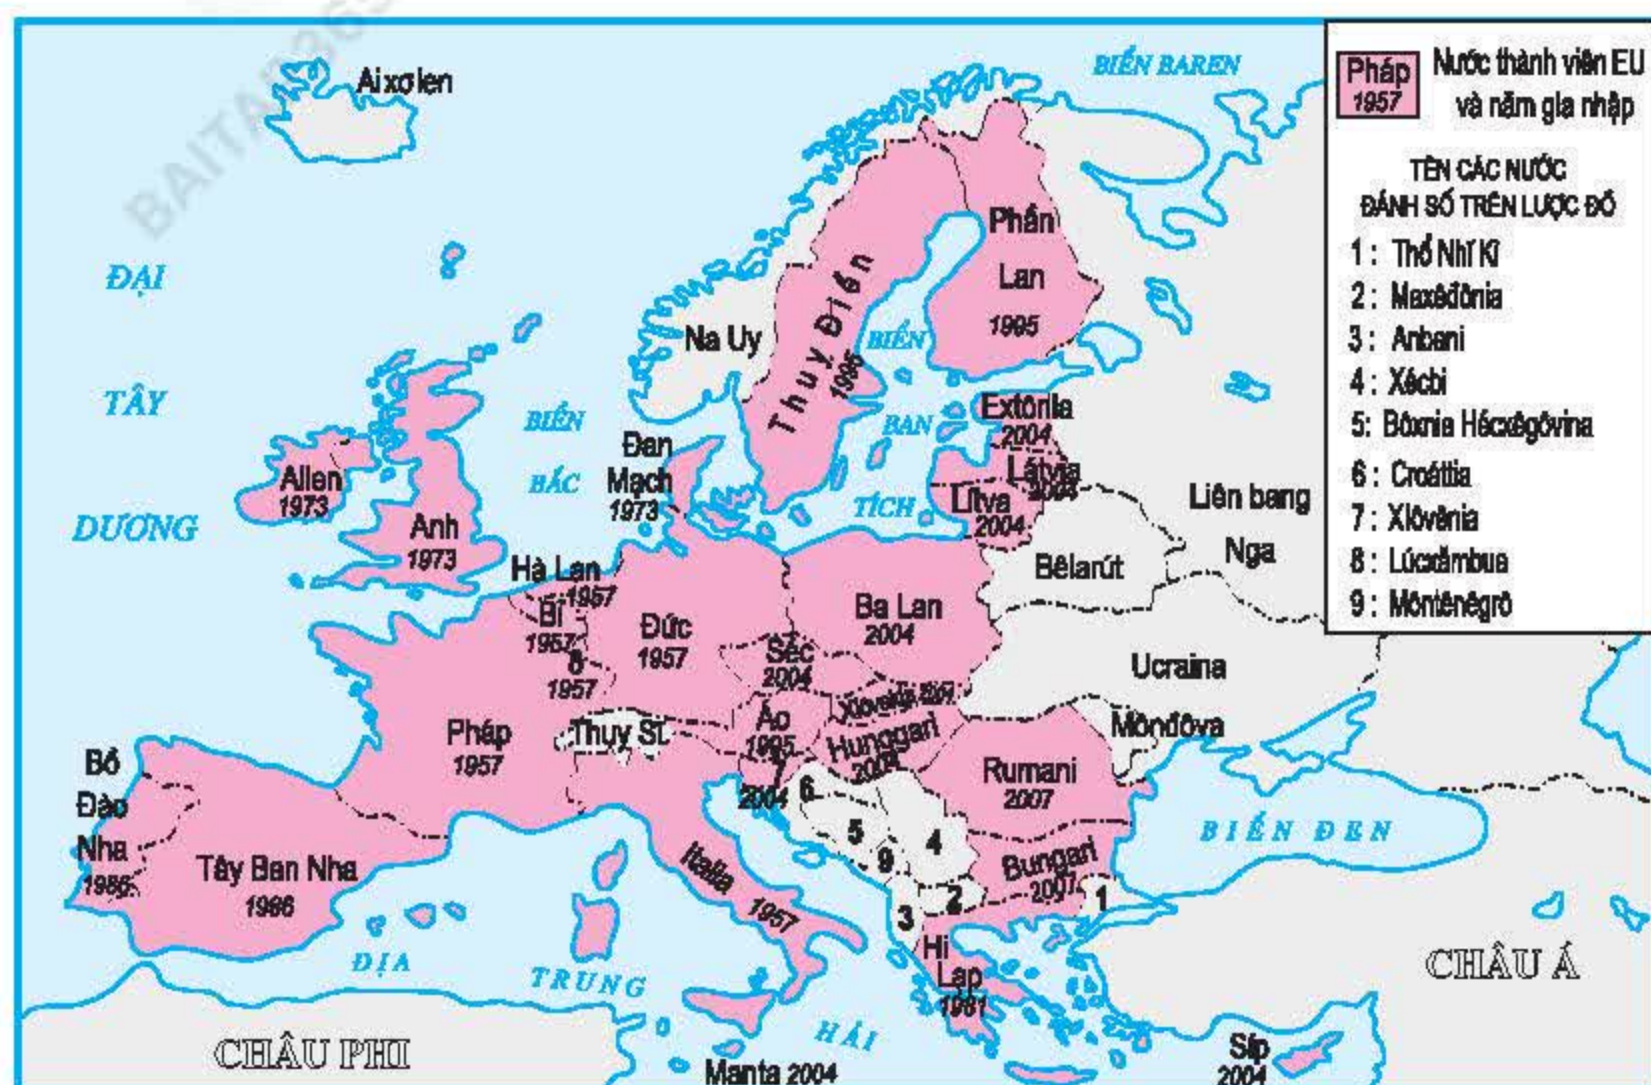 BAITAP365
Aixơlen
BIỂN BAREN
ĐẠI
TÂY
DƯƠNG
Na Uy
Thuỵ Điển
1995
Phần
Lan
1995
BIỂN
BAN
TÍCH
BIỂN
BẮC
Extônia
2004
Látvia
2004
Litva
2004
Đan
Mạch
1973
Ailen
1973
Anh
1973
Hà Lan
1957
Bỉ
1957
8
1957
Đức
1957
Ba Lan
2004
Bêlarút
Liên bang
Nga
Ucraina
Séc
2004
Xlôvakia 2004
Áo
1995
Hunggari
2004
Môndôva
Thuỵ Sĩ
Pháp
1957
Rumani
2007
7
2004
6
5
9
4
Bungari
2007
1
2
3
Bồ
Đào
Nha
1986
Tây Ban Nha
1986
Italia
1957
Hi
Lạp
1981
BIỂN ĐEN
ĐỊA
TRUNG
HẢI
CHÂU PHI
CHÂU Á
Manta 2004
Síp
2004
Pháp
1957
Nước thành viên EU
và năm gia nhập
TÊN CÁC NƯỚC
ĐÁNH SỐ TRÊN LƯỢC ĐỒ
1 : Thổ Nhĩ Kì
2 : Maxêđônia
3 : Anbani
4 : Xécbi
5: Bôxnia Hécxêgôvina
6 : Croáttia
7 : Xlôvênia
8 : Lúcxămbua
9 : Môntênêgrô